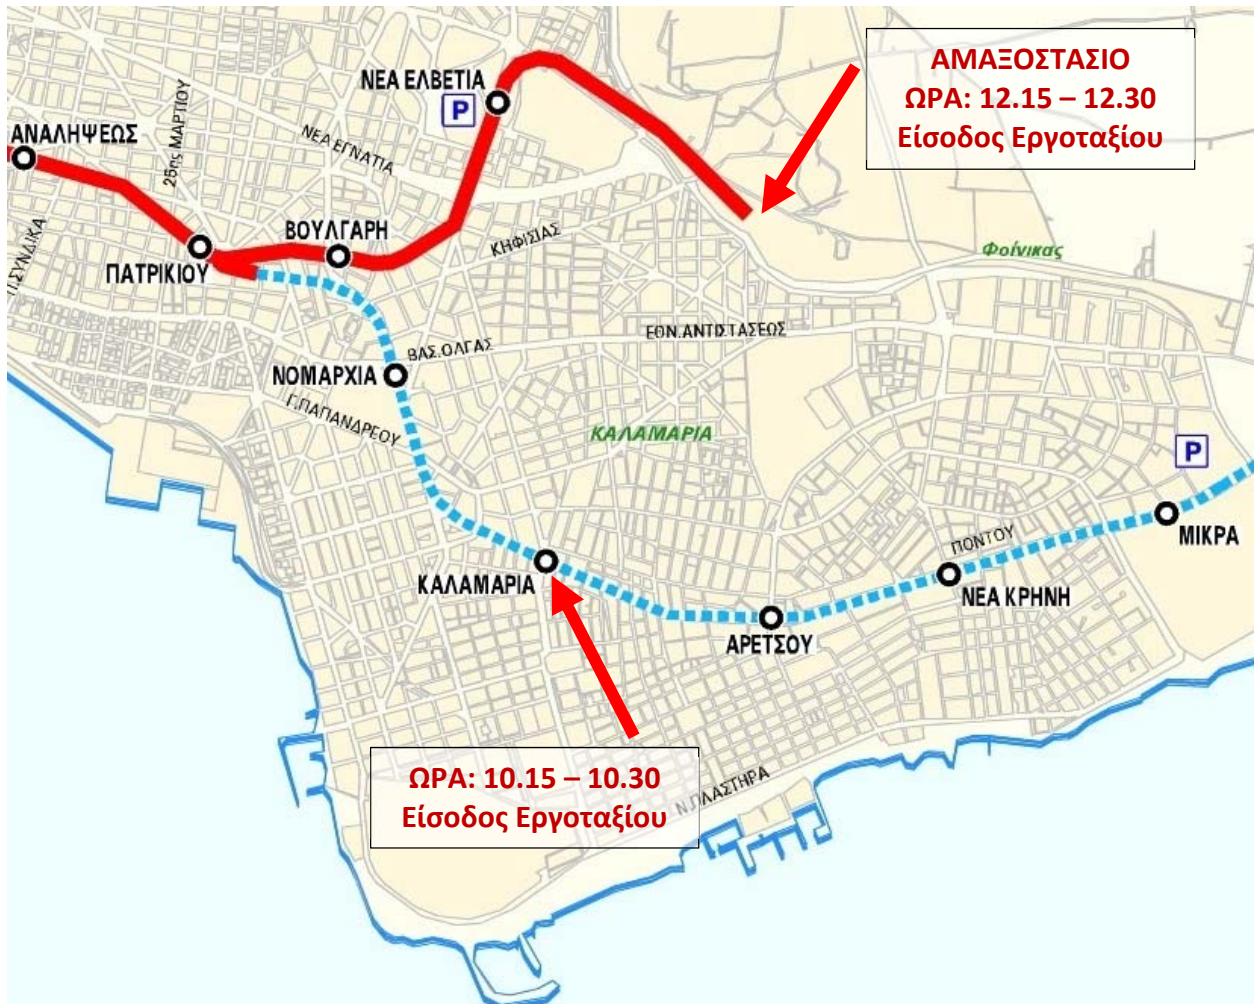 ΑΜΑΞΟΣΤΑΣΙΟ
ΩΡΑ: 12.15 – 12.30
Είσοδος Εργοταξίου
ΝΕΑ ΕΛΒΕΤΙΑ
P
ΑΝΑΛΗΨΕΩΣ
25ης ΜΑΡΤΙΟΥ
ΝΕΑ ΕΓΝΑΤΙΑ
ΒΟΥΛΓΑΡΗ
ΚΗΦΙΣΙΑΣ
Φοίνικας
Π.ΣΥΝΔΙΚΑ
ΠΑΤΡΙΚΙΟΥ
ΕΘΝ.ΑΝΤΙΣΤΑΣΕΩΣ
ΒΑΣ.ΟΛΓΑΣ
ΝΟΜΑΡΧΙΑ
Γ.ΠΑΠΑΝΔΡΕΟΥ
ΚΑΛΑΜΑΡΙΑ
P
ΜΙΚΡΑ
ΠΟΝΤΟΥ
ΚΑΛΑΜΑΡΙΑ
ΝΕΑ ΚΡΗΝΗ
ΑΡΕΤΣΟΥ
ΩΡΑ: 10.15 – 10.30
Είσοδος Εργοταξίου
Ν.ΠΛΑΣΤΗΡΑ